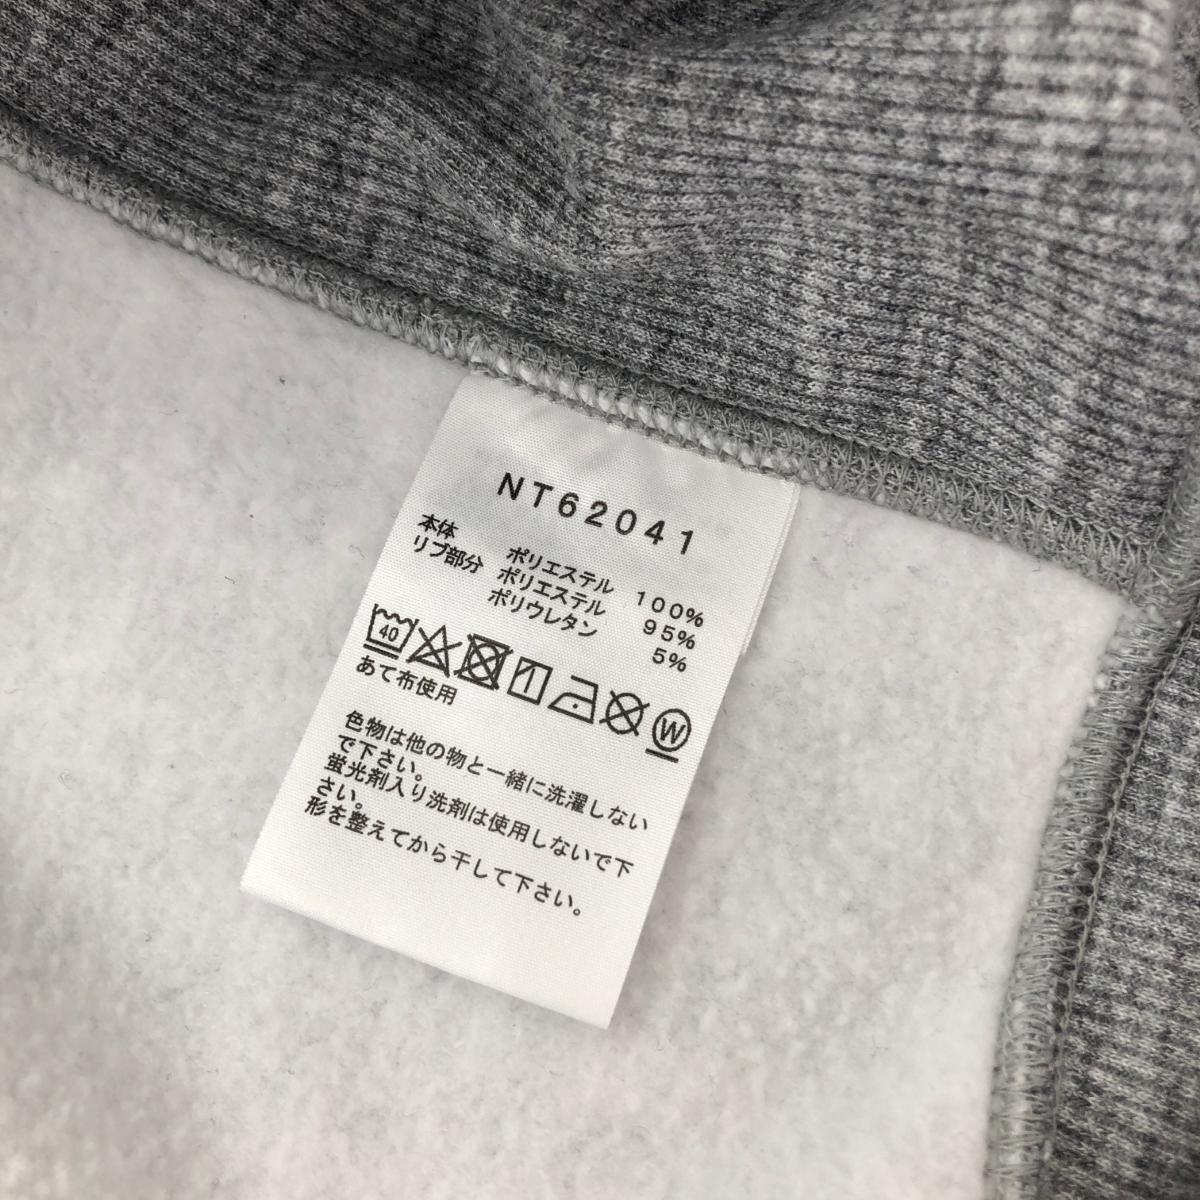 NT62041
本体 ポリエステル 100%
リブ部分 ポリエステル 95%
ポリウレタン 5%
40 W
あて布使用
色物は他の物と一緒に洗濯しない
で下さい。
蛍光剤入り洗剤は使用しないで下
さい。
形を整えてから干して下さい。